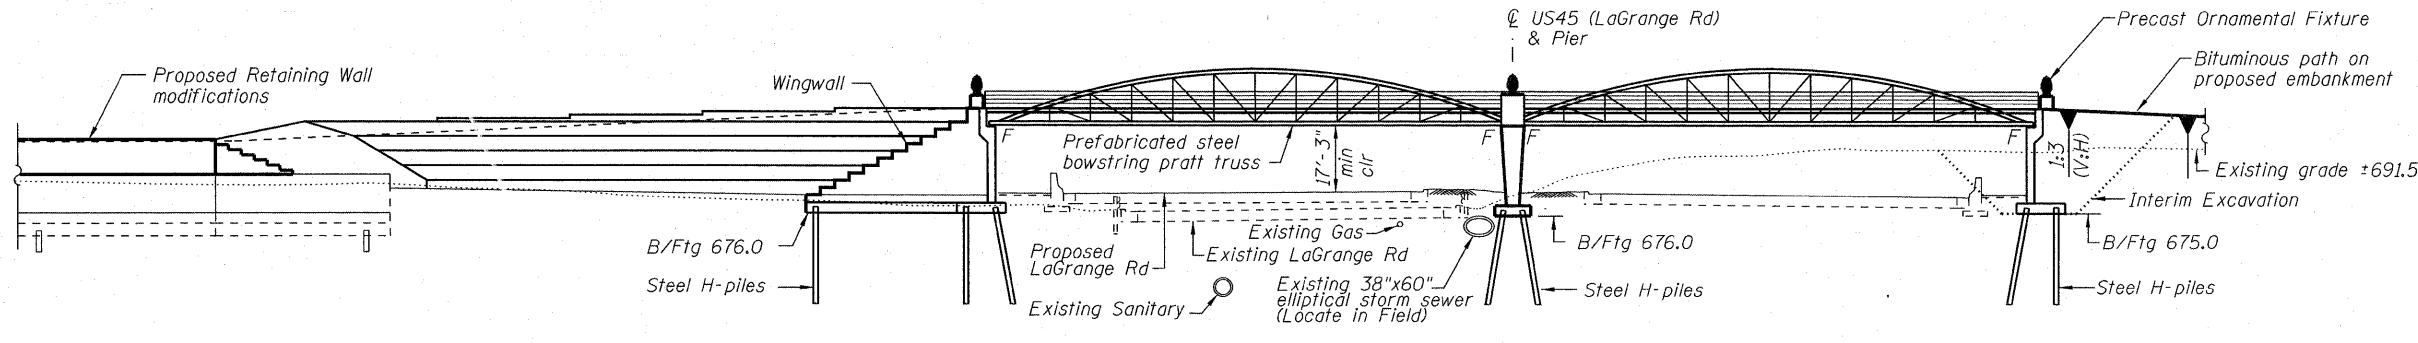 ℄ US45 (LaGrange Rd)
& Pier
Precast Ornamental Fixture
Proposed Retaining Wall
modifications
Wingwall
Bituminous path on
proposed embankment
F
Prefabricated steel
bowstring pratt truss
17'-3"
min
clr
F
F
F
1:3
(V:H)
Existing grade ±691.5
Interim Excavation
B/Ftg 676.0
Steel H-piles
Proposed
LaGrange Rd
Existing Gas
Existing LaGrange Rd
Existing Sanitary
Existing 38"x60"
elliptical storm sewer
(Locate in Field)
B/Ftg 676.0
Steel H-piles
B/Ftg 675.0
Steel H-piles